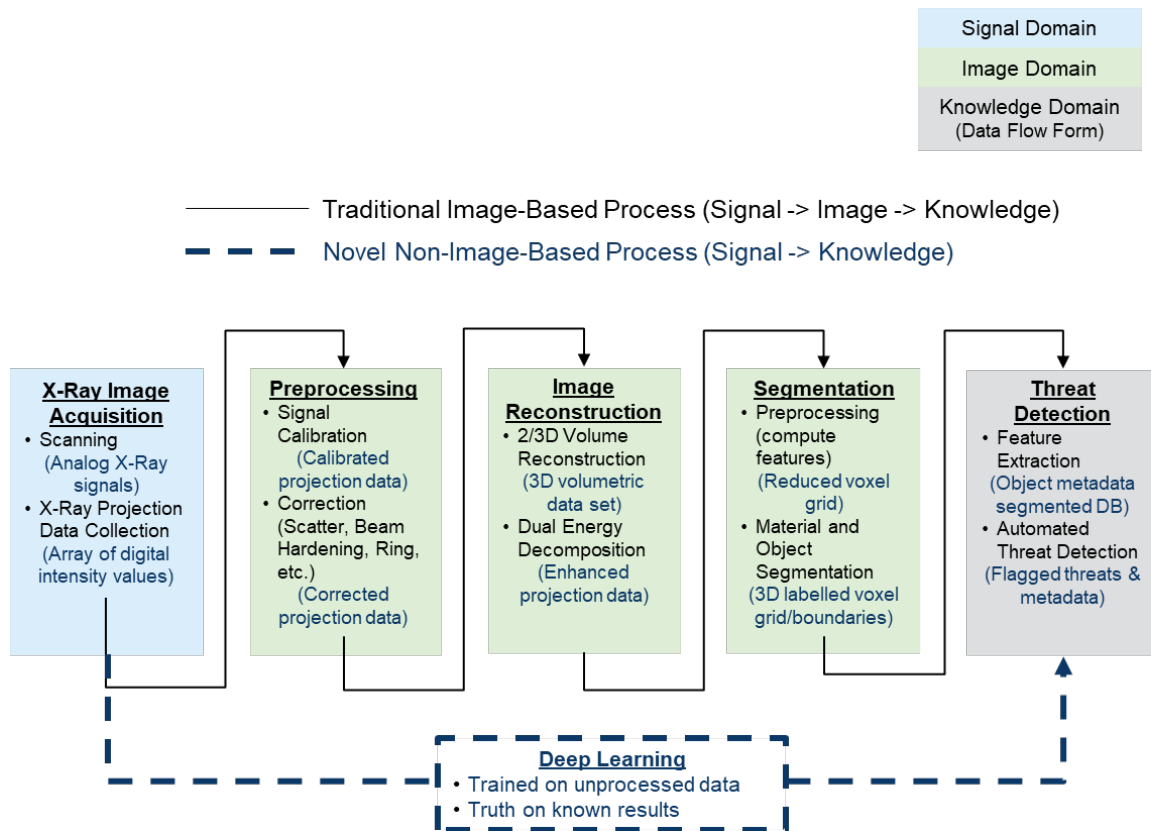 Signal Domain
Image Domain
Knowledge Domain
(Data Flow Form)
Traditional Image-Based Process (Signal -> Image -> Knowledge)
Novel Non-Image-Based Process (Signal -> Knowledge)
X-Ray Image
Acquisition
• Scanning
(Analog X-Ray
signals)
• X-Ray Projection
Data Collection
(Array of digital
intensity values)
Preprocessing
• Signal
Calibration
(Calibrated
projection data)
• Correction
(Scatter, Beam
Hardening, Ring,
etc.)
(Corrected
projection data)
Image
Reconstruction
• 2/3D Volume
Reconstruction
(3D volumetric
data set)
• Dual Energy
Decomposition
(Enhanced
projection data)
Segmentation
• Preprocessing
(compute
features)
(Reduced voxel
grid)
• Material and
Object
Segmentation
(3D labelled voxel
grid/boundaries)
Threat
Detection
• Feature
Extraction
(Object metadata
segmented DB)
• Automated
Threat Detection
(Flagged threats &
metadata)
Deep Learning
• Trained on unprocessed data
• Truth on known results